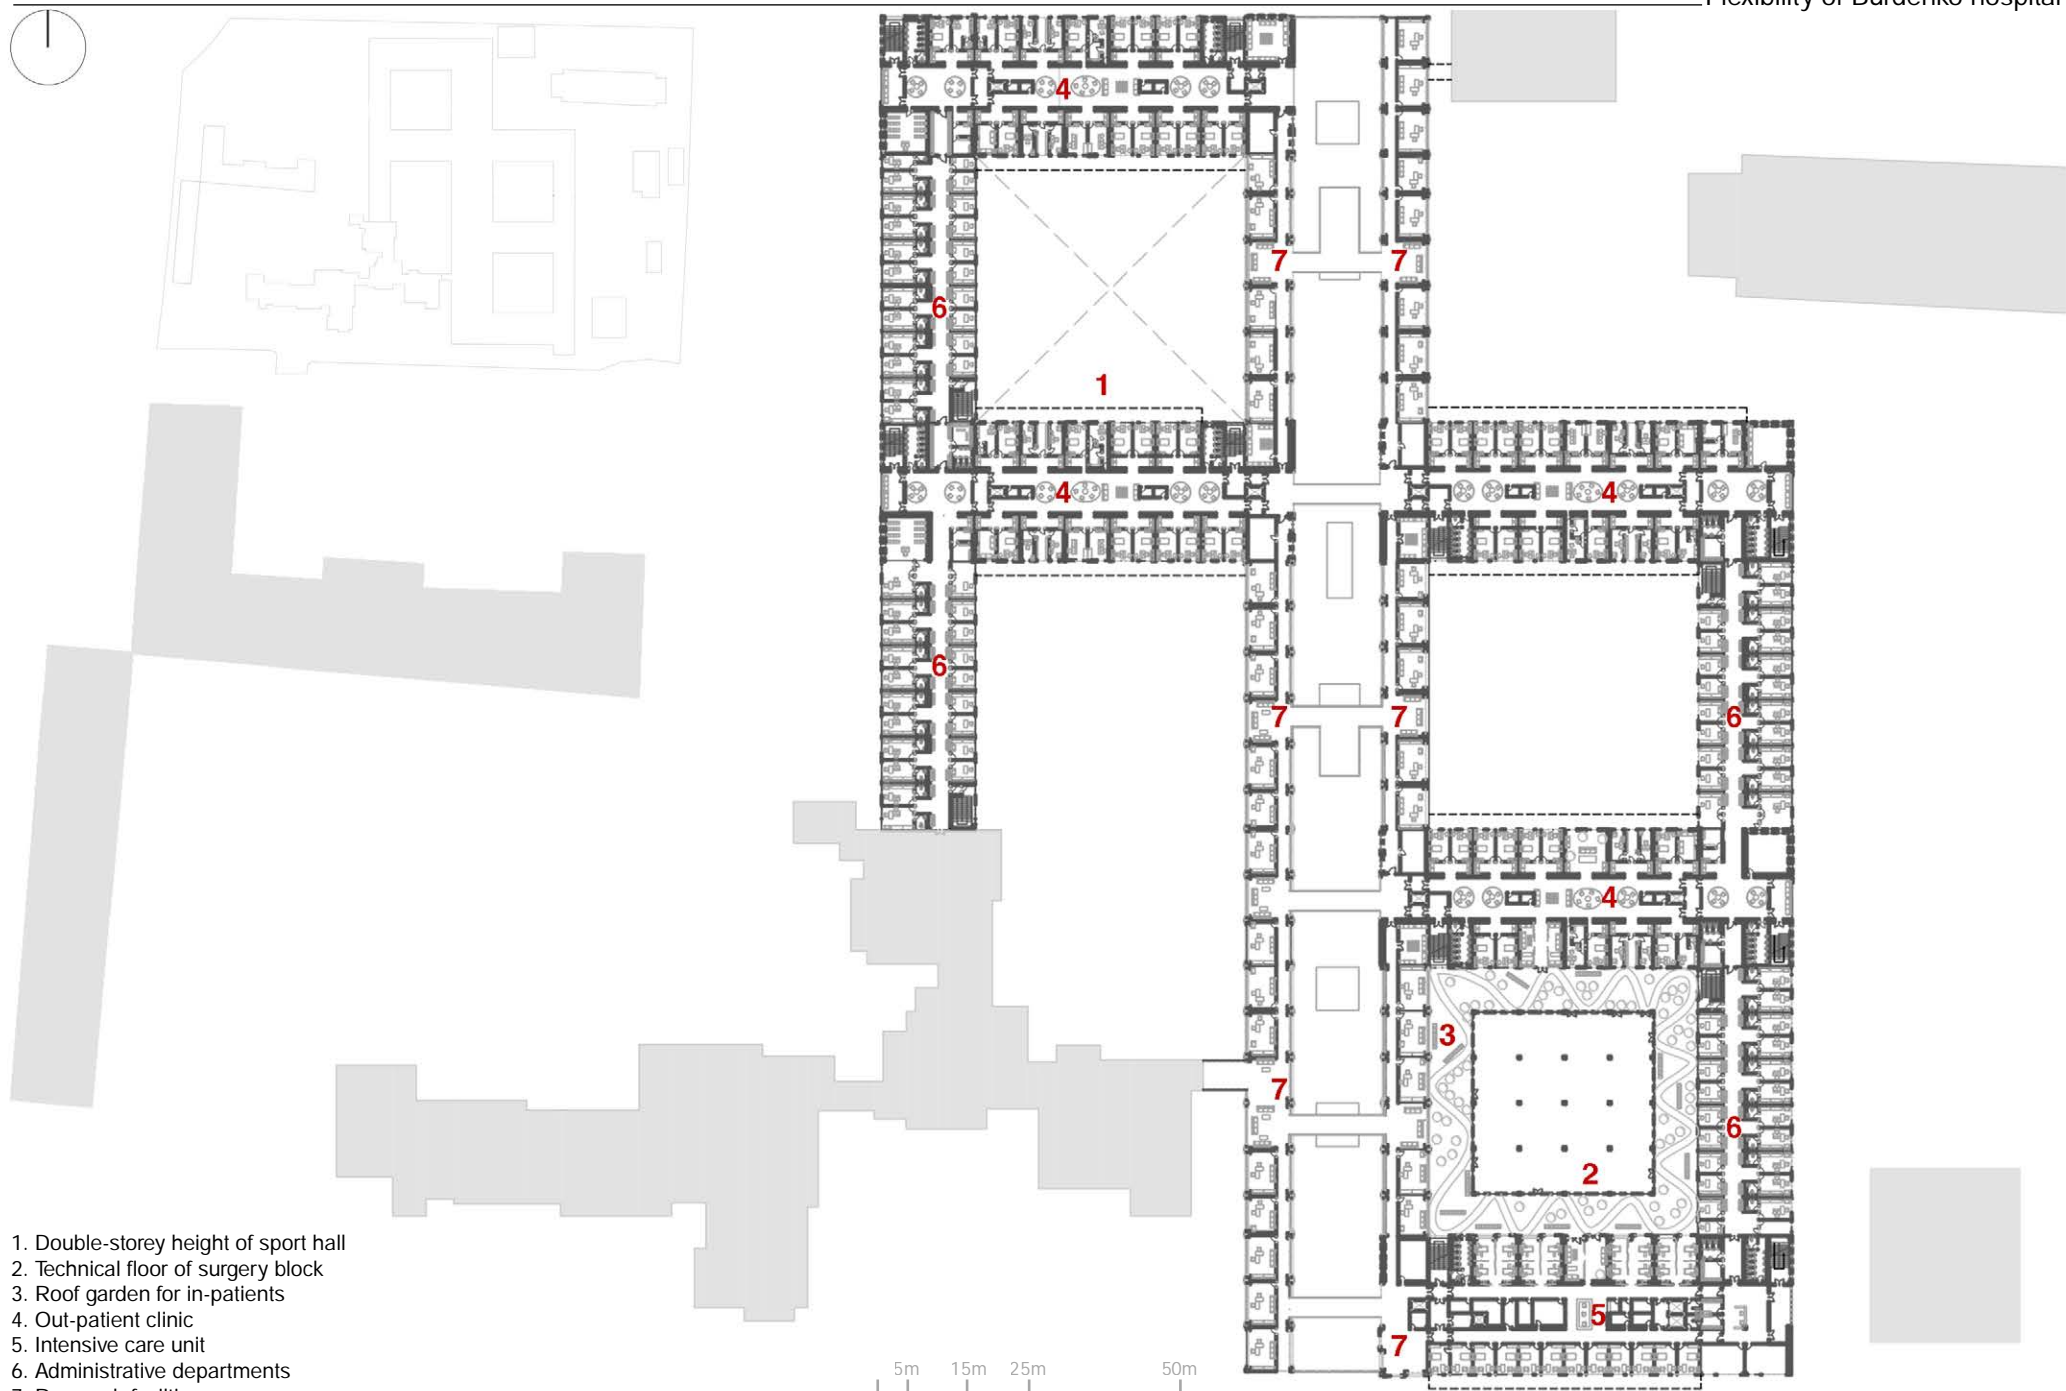 Flexibility of Burdenko hospital
4
7 7
6
1
4 4
6
7 7 6
4
3
7
6
2
1. Double-storey height of sport hall
2. Technical floor of surgery block
3. Roof garden for in-patients
4. Out-patient clinic
5
5. Intensive care unit
7
6. Administrative departments
5m 15m 25m 50m